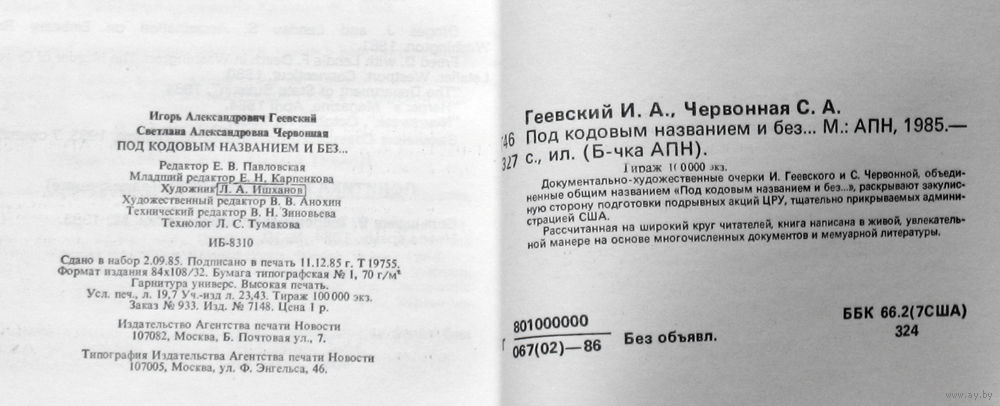 Игорь Александрович Геевский
Светлана Александровна Червонная
ПОД КОДОВЫМ НАЗВАНИЕМ И БЕЗ...
Редактор Е. В. Павловская
Младший редактор Е. Н. Карпенкова
Художник Л. А. Ишханов
Художественный редактор В. В. Анохин
Технический редактор В. Н. Зиновьева
Технолог Л. С. Тумакова
ИБ-8310
Сдано в набор 2.09.85. Подписано в печать 11.12.85 г. Т 19755.
Формат издания 84х108/32. Бумага типографская № 1, 70 г/м²
Гарнитура универс. Высокая печать.
Усл. печ., л. 19,7 Уч.-изд л. 23,43. Тираж 100 000 экз.
Заказ № 933. Изд. № 7148. Цена 1 р.
Издательство Агентства печати Новости
107082, Москва, Б. Почтовая ул., 7.
Типография Издательства Агентства печати Новости
107005, Москва, ул. Ф. Энгельса, 46.
Геевский И. А., Червонная С. А.
Г46 Под кодовым названием и без... М.: АПН, 1985.—
327 с., ил. (Б-чка АПН).
Тираж 100000 экз.
Документально-художественные очерки И. Геевского и С. Червонной, объеди-
ненные общим названием «Под кодовым названием и без...», раскрывают закулис-
ную сторону подготовки подрывных акций ЦРУ, тщательно прикрываемых админи-
страцией США.
Рассчитанная на широкий круг читателей, книга написана в живой, увлекатель-
ной манере на основе многочисленных документов и мемуарной литературы.
Г 801000000
067(02)—86
Без объявл.
ББК 66.2(7США)
324
www.ay.by